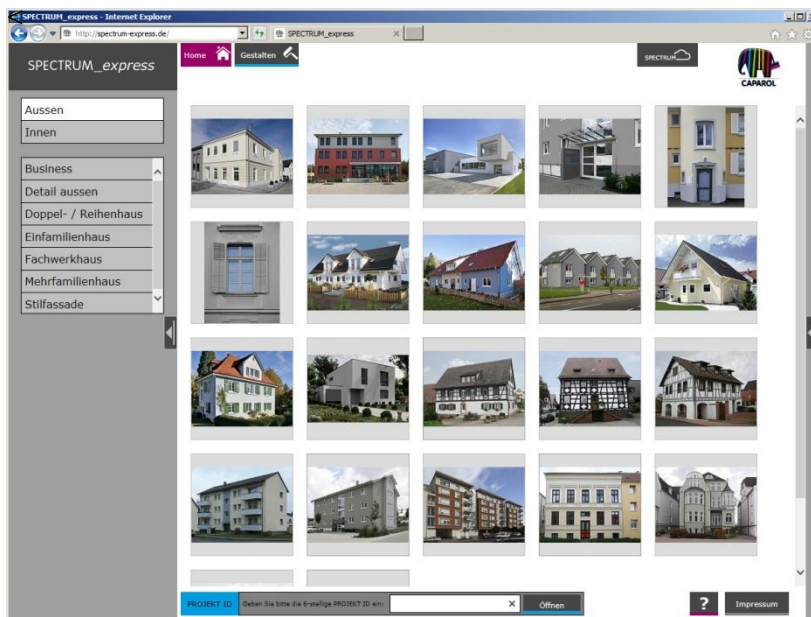 SPECTRUM_express - Internet Explorer
http://spectrum-express.de/
SPECTRUM_express
SPECTRUM_express
Home
Gestalten
SPECTRUM
CAPAROL
Aussen
Innen
Business
Detail aussen
Doppel- / Reihenhaus
Einfamilienhaus
Fachwerkhaus
Mehrfamilienhaus
Stilfassade
PROJEKT ID
Geben Sie bitte die 6-stellige PROJEKT ID ein:
Öffnen
?
Impressum